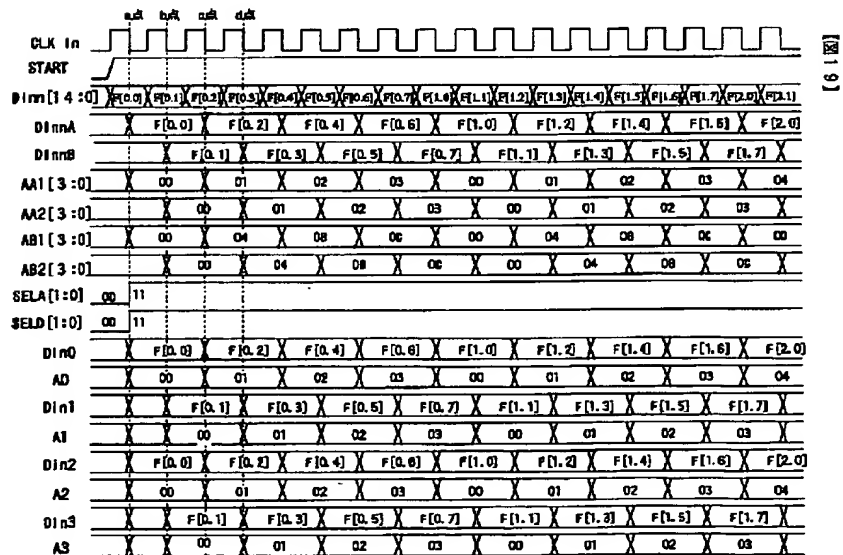 【図19】
a点 b点 c点 d点
CLK in
START
Dinn[14:0] F[0.0] F[0.1] F[0.2] F[0.3] F[0.4] F[0.5] F[0.6] F[0.7] F[1.0] F[1.1] F[1.2] F[1.3] F[1.4] F[1.5] F[1.6] F[1.7] F[2.0] F[2.1]
DinnA F[0.0] F[0.2] F[0.4] F[0.6] F[1.0] F[1.2] F[1.4] F[1.6] F[2.0]
DinnB F[0.1] F[0.3] F[0.5] F[0.7] F[1.1] F[1.3] F[1.5] F[1.7]
AA1[3:0] 00 01 02 03 00 01 02 03 04
AA2[3:0] 00 01 02 03 00 01 02 03
AB1[3:0] 00 04 08 0C 00 04 08 0C 00
AB2[3:0] 00 04 08 0C 00 04 08 0C
SELA[1:0] 00 11
SELD[1:0] 00 11
Din0 F[0.0] F[0.2] F[0.4] F[0.6] F[1.0] F[1.2] F[1.4] F[1.6] F[2.0]
A0 00 01 02 03 00 01 02 03 04
Din1 F[0.1] F[0.3] F[0.5] F[0.7] F[1.1] F[1.3] F[1.5] F[1.7]
A1 00 01 02 03 00 01 02 03
Din2 F[0.0] F[0.2] F[0.4] F[0.6] F[1.0] F[1.2] F[1.4] F[1.6] F[2.0]
A2 00 01 02 03 00 01 02 03 04
Din3 F[0.1] F[0.3] F[0.5] F[0.7] F[1.1] F[1.3] F[1.5] F[1.7]
A3 00 01 02 03 00 01 02 03